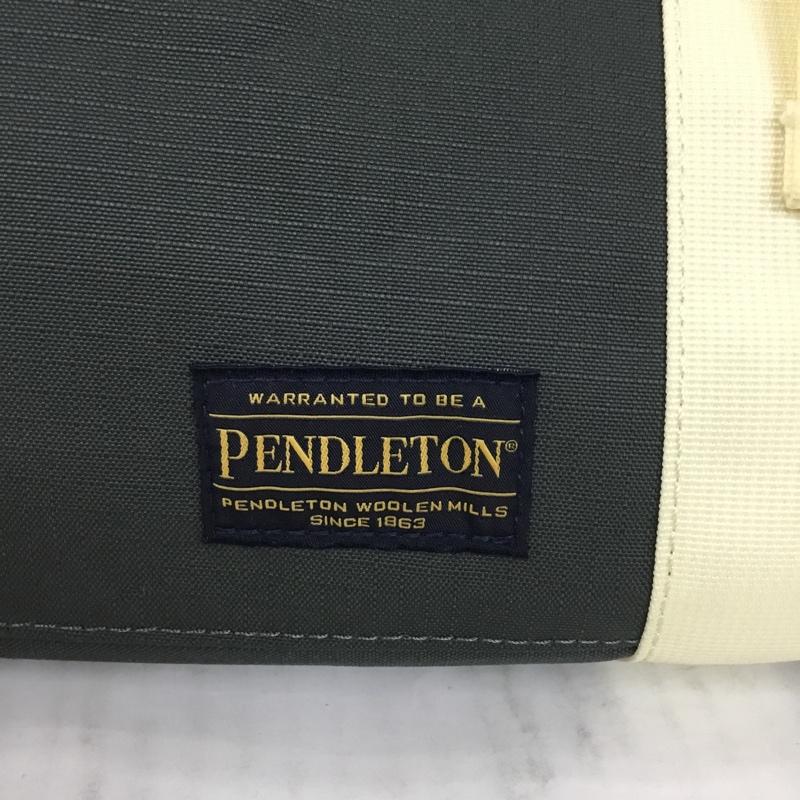 WARRANTED TO BE A
PENDLETON®
PENDLETON WOOLEN MILLS
SINCE 1863